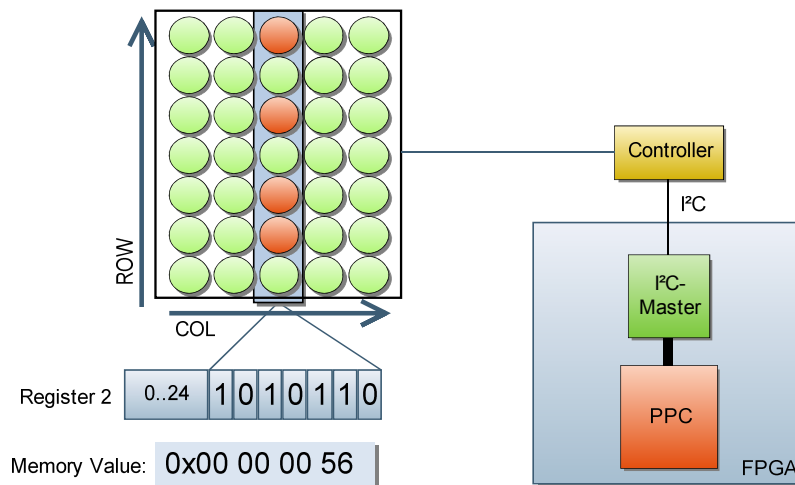 ROW
COL
Controller
I²C
I²C-
Master
PPC
FPGA
Register 2 0..24 1 0 1 0 1 1 0
Memory Value: 0x00 00 00 56